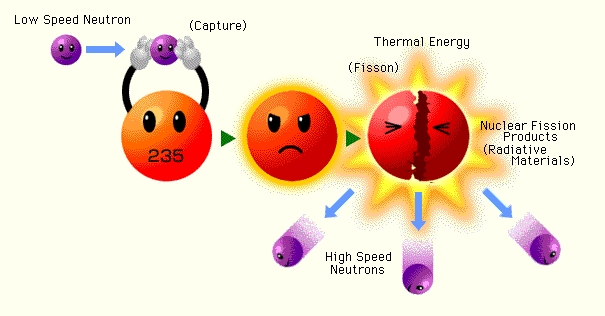 Low Speed Neutron
(Capture)
Thermal Energy
(Fisson)
235
Nuclear Fission
Products
(Radiative
Materials)
High Speed
Neutrons